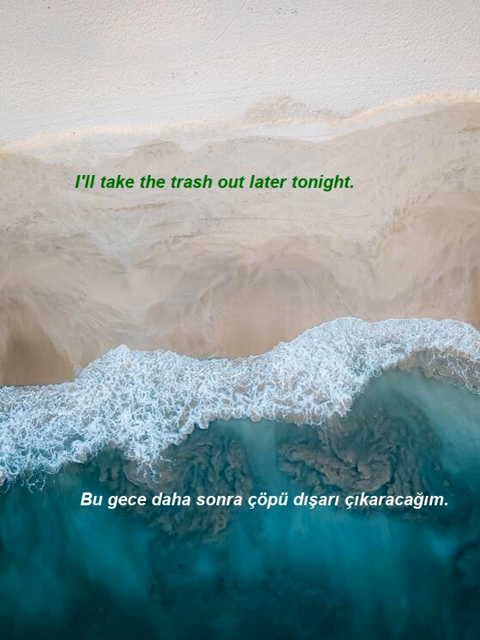 I'll take the trash out later tonight.
Bu gece daha sonra çöpü dışarı çıkaracağım.